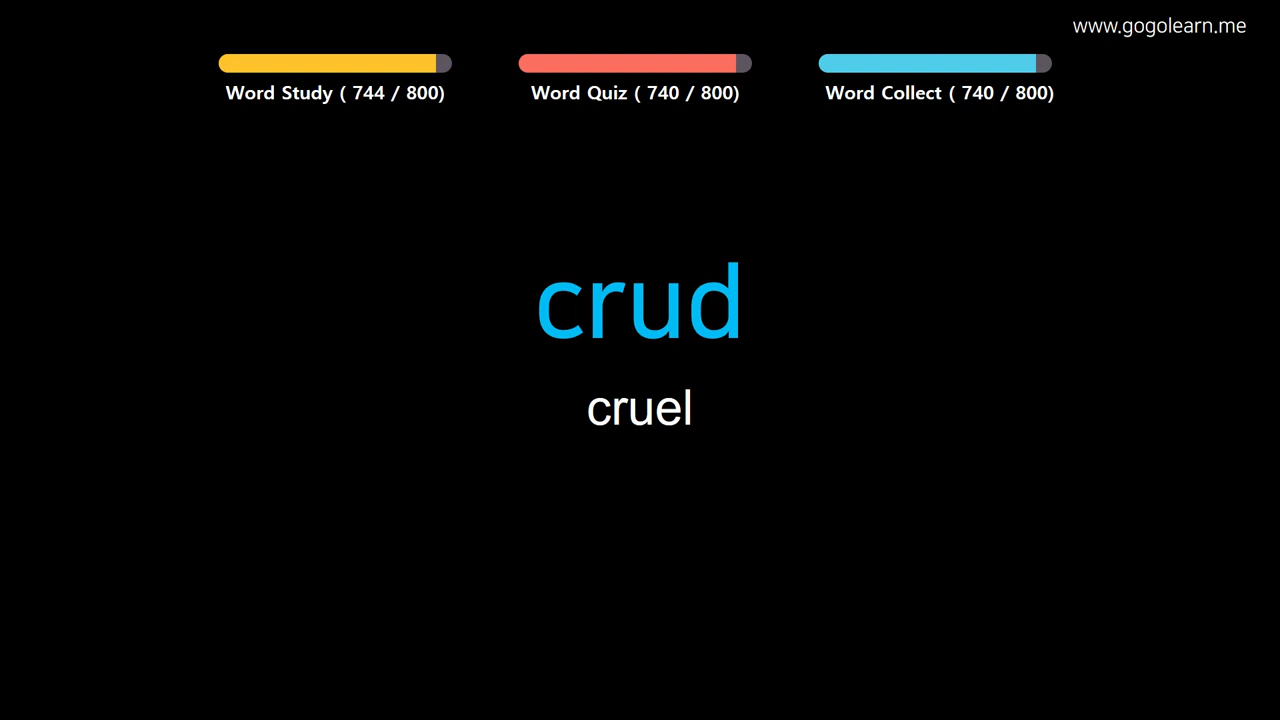 www.gogolearn.me
Word Study ( 744 / 800)
Word Quiz ( 740 / 800)
Word Collect ( 740 / 800)
crud
cruel